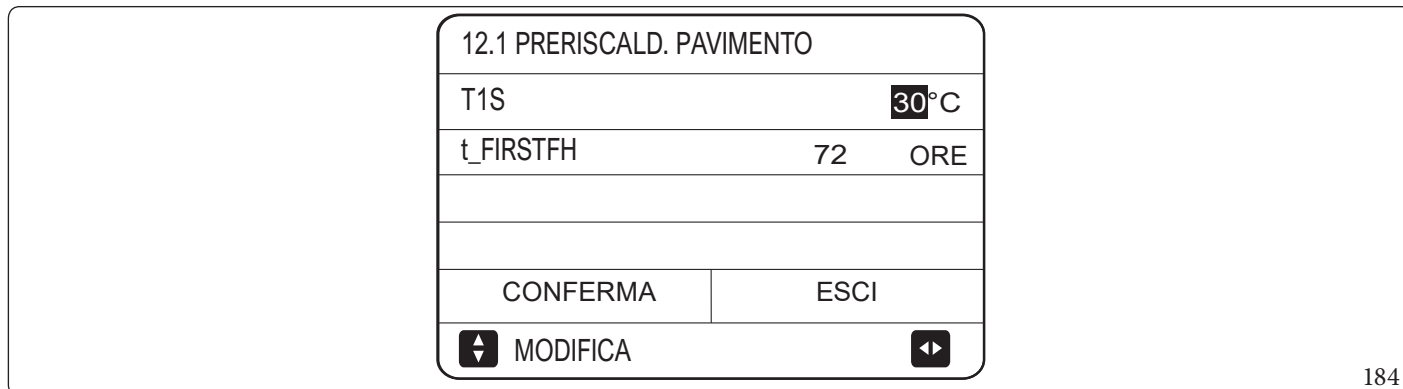 12.1 PRERISCALD. PAVIMENTO
T1S 30°C
t_FIRSTFH 72 ORE
CONFERMA ESCI
MODIFICA
184